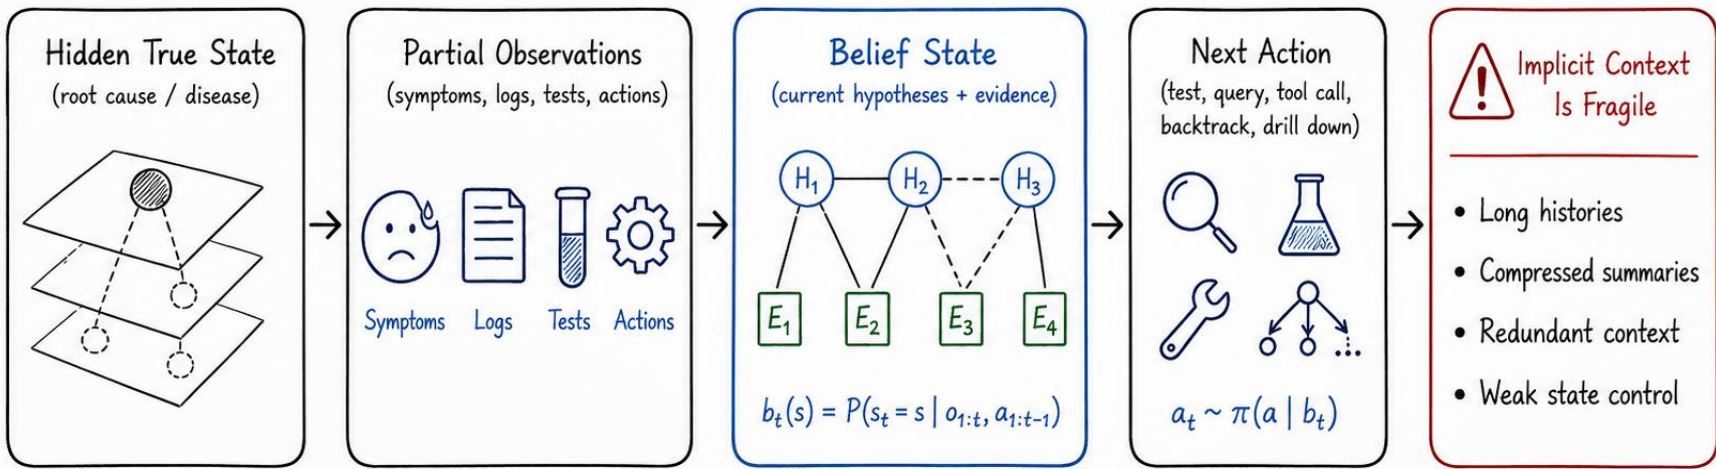 Hidden True State
(root cause / disease)
Partial Observations
(symptoms, logs, tests, actions)
Symptoms
Logs
Tests
Actions
Belief State
(current hypotheses + evidence)
H₁
H₂
H₃
E₁
E₂
E₃
E₄
bₜ(s) = P(sₜ = s | o₁:ₜ, a₁:ₜ₋₁)
Next Action
(test, query, tool call,
backtrack, drill down)
aₜ ~ π(a | bₜ)
Implicit Context
Is Fragile
• Long histories
• Compressed summaries
• Redundant context
• Weak state control